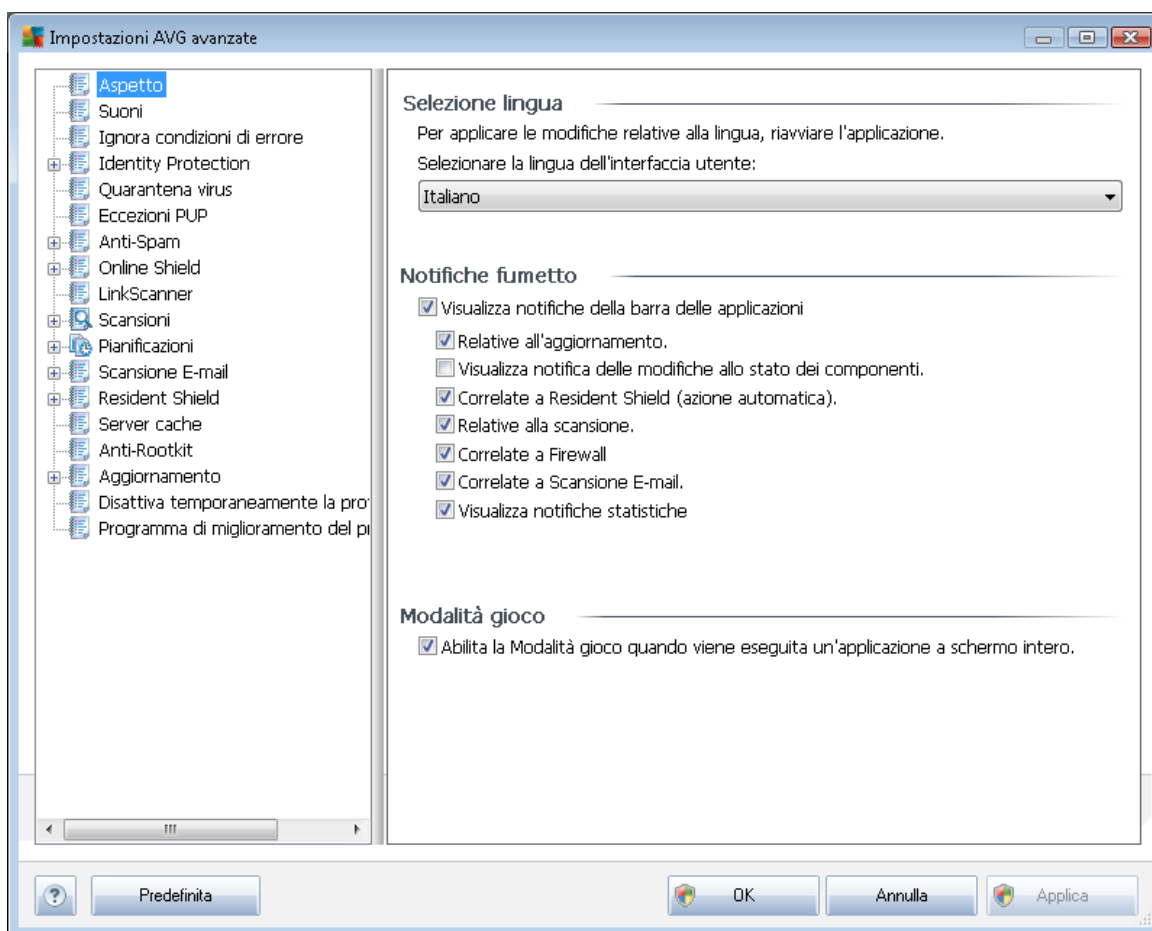 Impostazioni AVG avanzate
Aspetto
Suoni
Ignora condizioni di errore
Identity Protection
Quarantena virus
Eccezioni PUP
Anti-Spam
Online Shield
LinkScanner
Scansioni
Pianificazioni
Scansione E-mail
Resident Shield
Server cache
Anti-Rootkit
Aggiornamento
Disattiva temporaneamente la pro
Programma di miglioramento del p
Selezione lingua
Per applicare le modifiche relative alla lingua, riavviare l'applicazione.
Selezionare la lingua dell'interfaccia utente:
Italiano
Notifiche fumetto
Visualizza notifiche della barra delle applicazioni
Relative all'aggiornamento.
Visualizza notifica delle modifiche allo stato dei componenti.
Correlate a Resident Shield (azione automatica).
Relative alla scansione.
Correlate a Firewall
Correlate a Scansione E-mail.
Visualizza notifiche statistiche
Modalità gioco
Abilita la Modalità gioco quando viene eseguita un'applicazione a schermo intero.
? Predefinita OK Annulla Applica